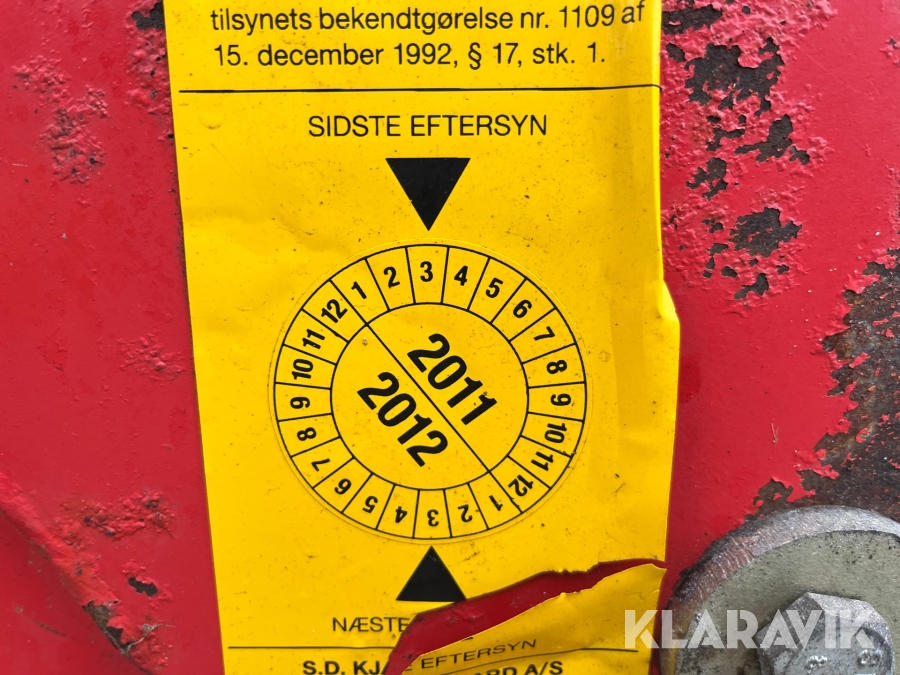 tilsynets bekendtgørelse nr. 1109 af
15. december 1992, § 17, stk. 1.
SIDSTE EFTERSYN
1 2 3 4 5 6 7 8 9 10 11 12
2011
2012
1 2 3 4 5 6 7 8 9 10 11 12
NÆSTE
EFTERSYN
S.D. KJÆ
A/S
KLARAVIK